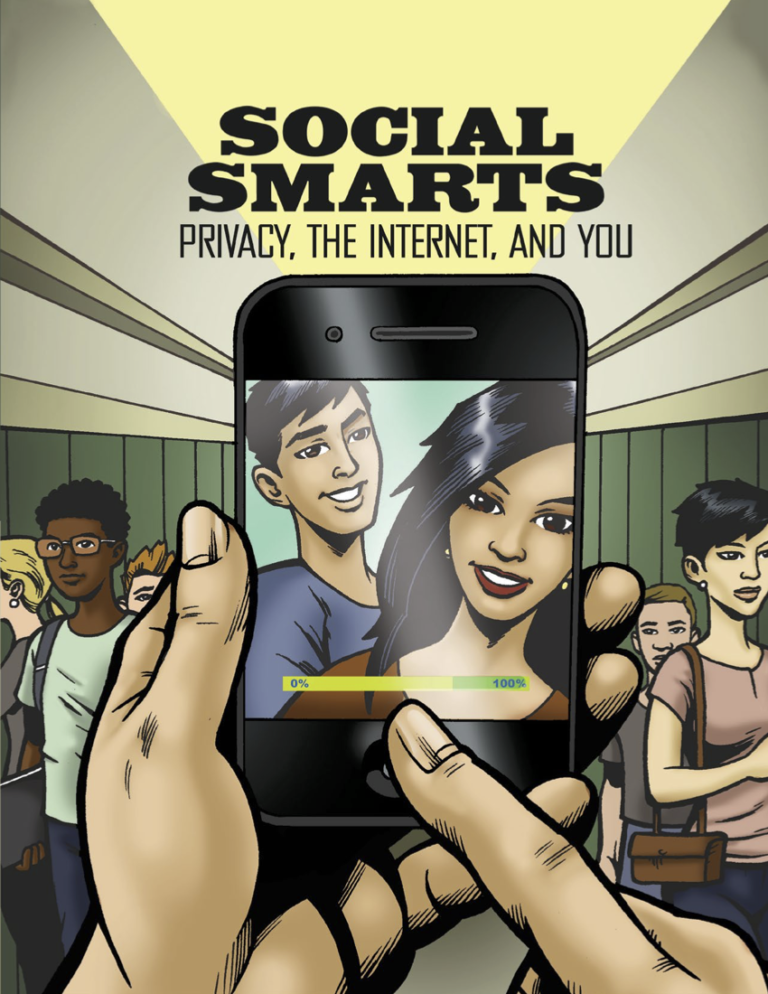 SOCIAL
SMARTS
PRIVACY, THE INTERNET, AND YOU
0% 100%